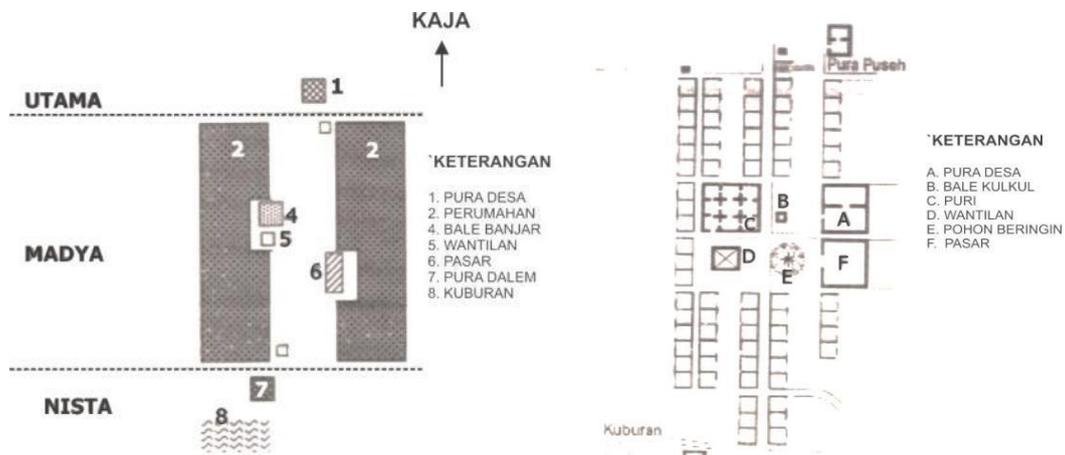 KAJA
UTAMA
1
2
2
4
5
MADYA
6
7
NISTA
8
`KETERANGAN
1. PURA DESA
2. PERUMAHAN
4. BALE BANJAR
5. WANTILAN
6. PASAR
7. PURA DALEM
8. KUBURAN
Pura Puseh
B
C
A
D
E
F
Kuburan
`KETERANGAN
A. PURA DESA
B. BALE KULKUL
C. PURI
D. WANTILAN
E. POHON BERINGIN
F. PASAR